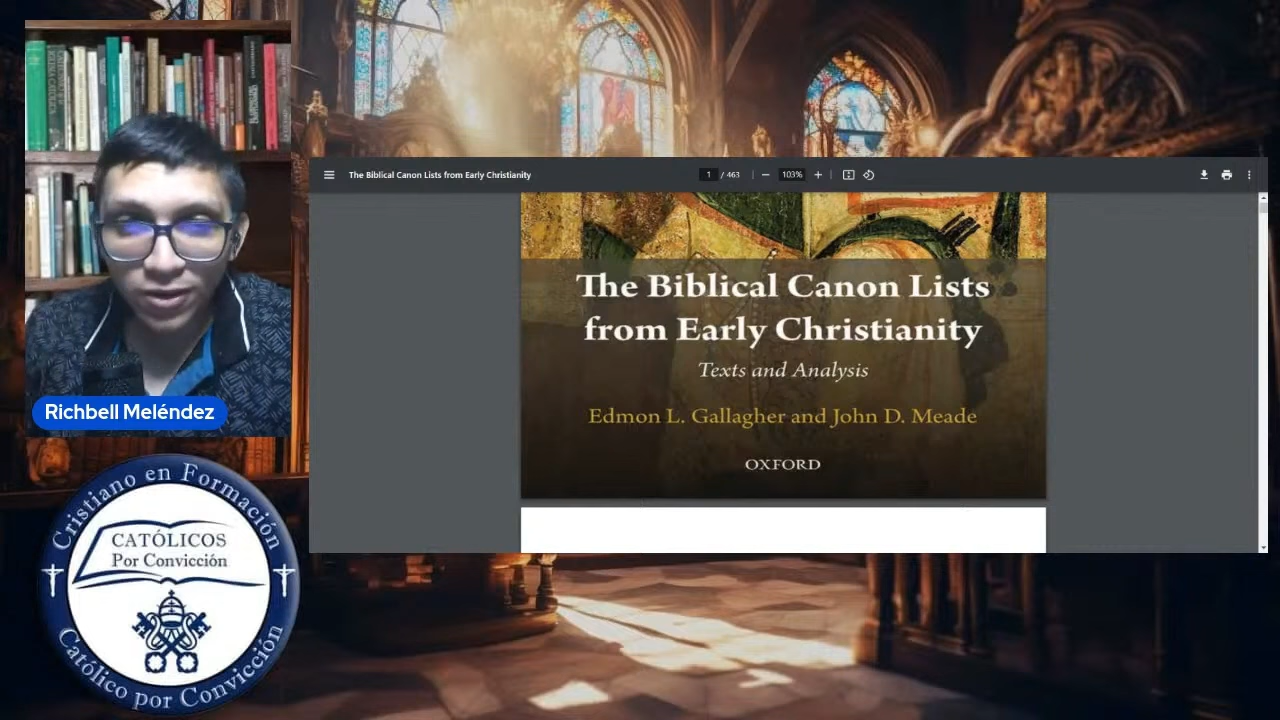 The Biblical Canon Lists from Early Christianity
1 / 463
103%
The Biblical Canon Lists
from Early Christianity
Texts and Analysis
Edmon L. Gallagher and John D. Meade
OXFORD
Richbell Meléndez
Cristiano en Formación
CATÓLICOS
Por Convicción
Católico por Convicción